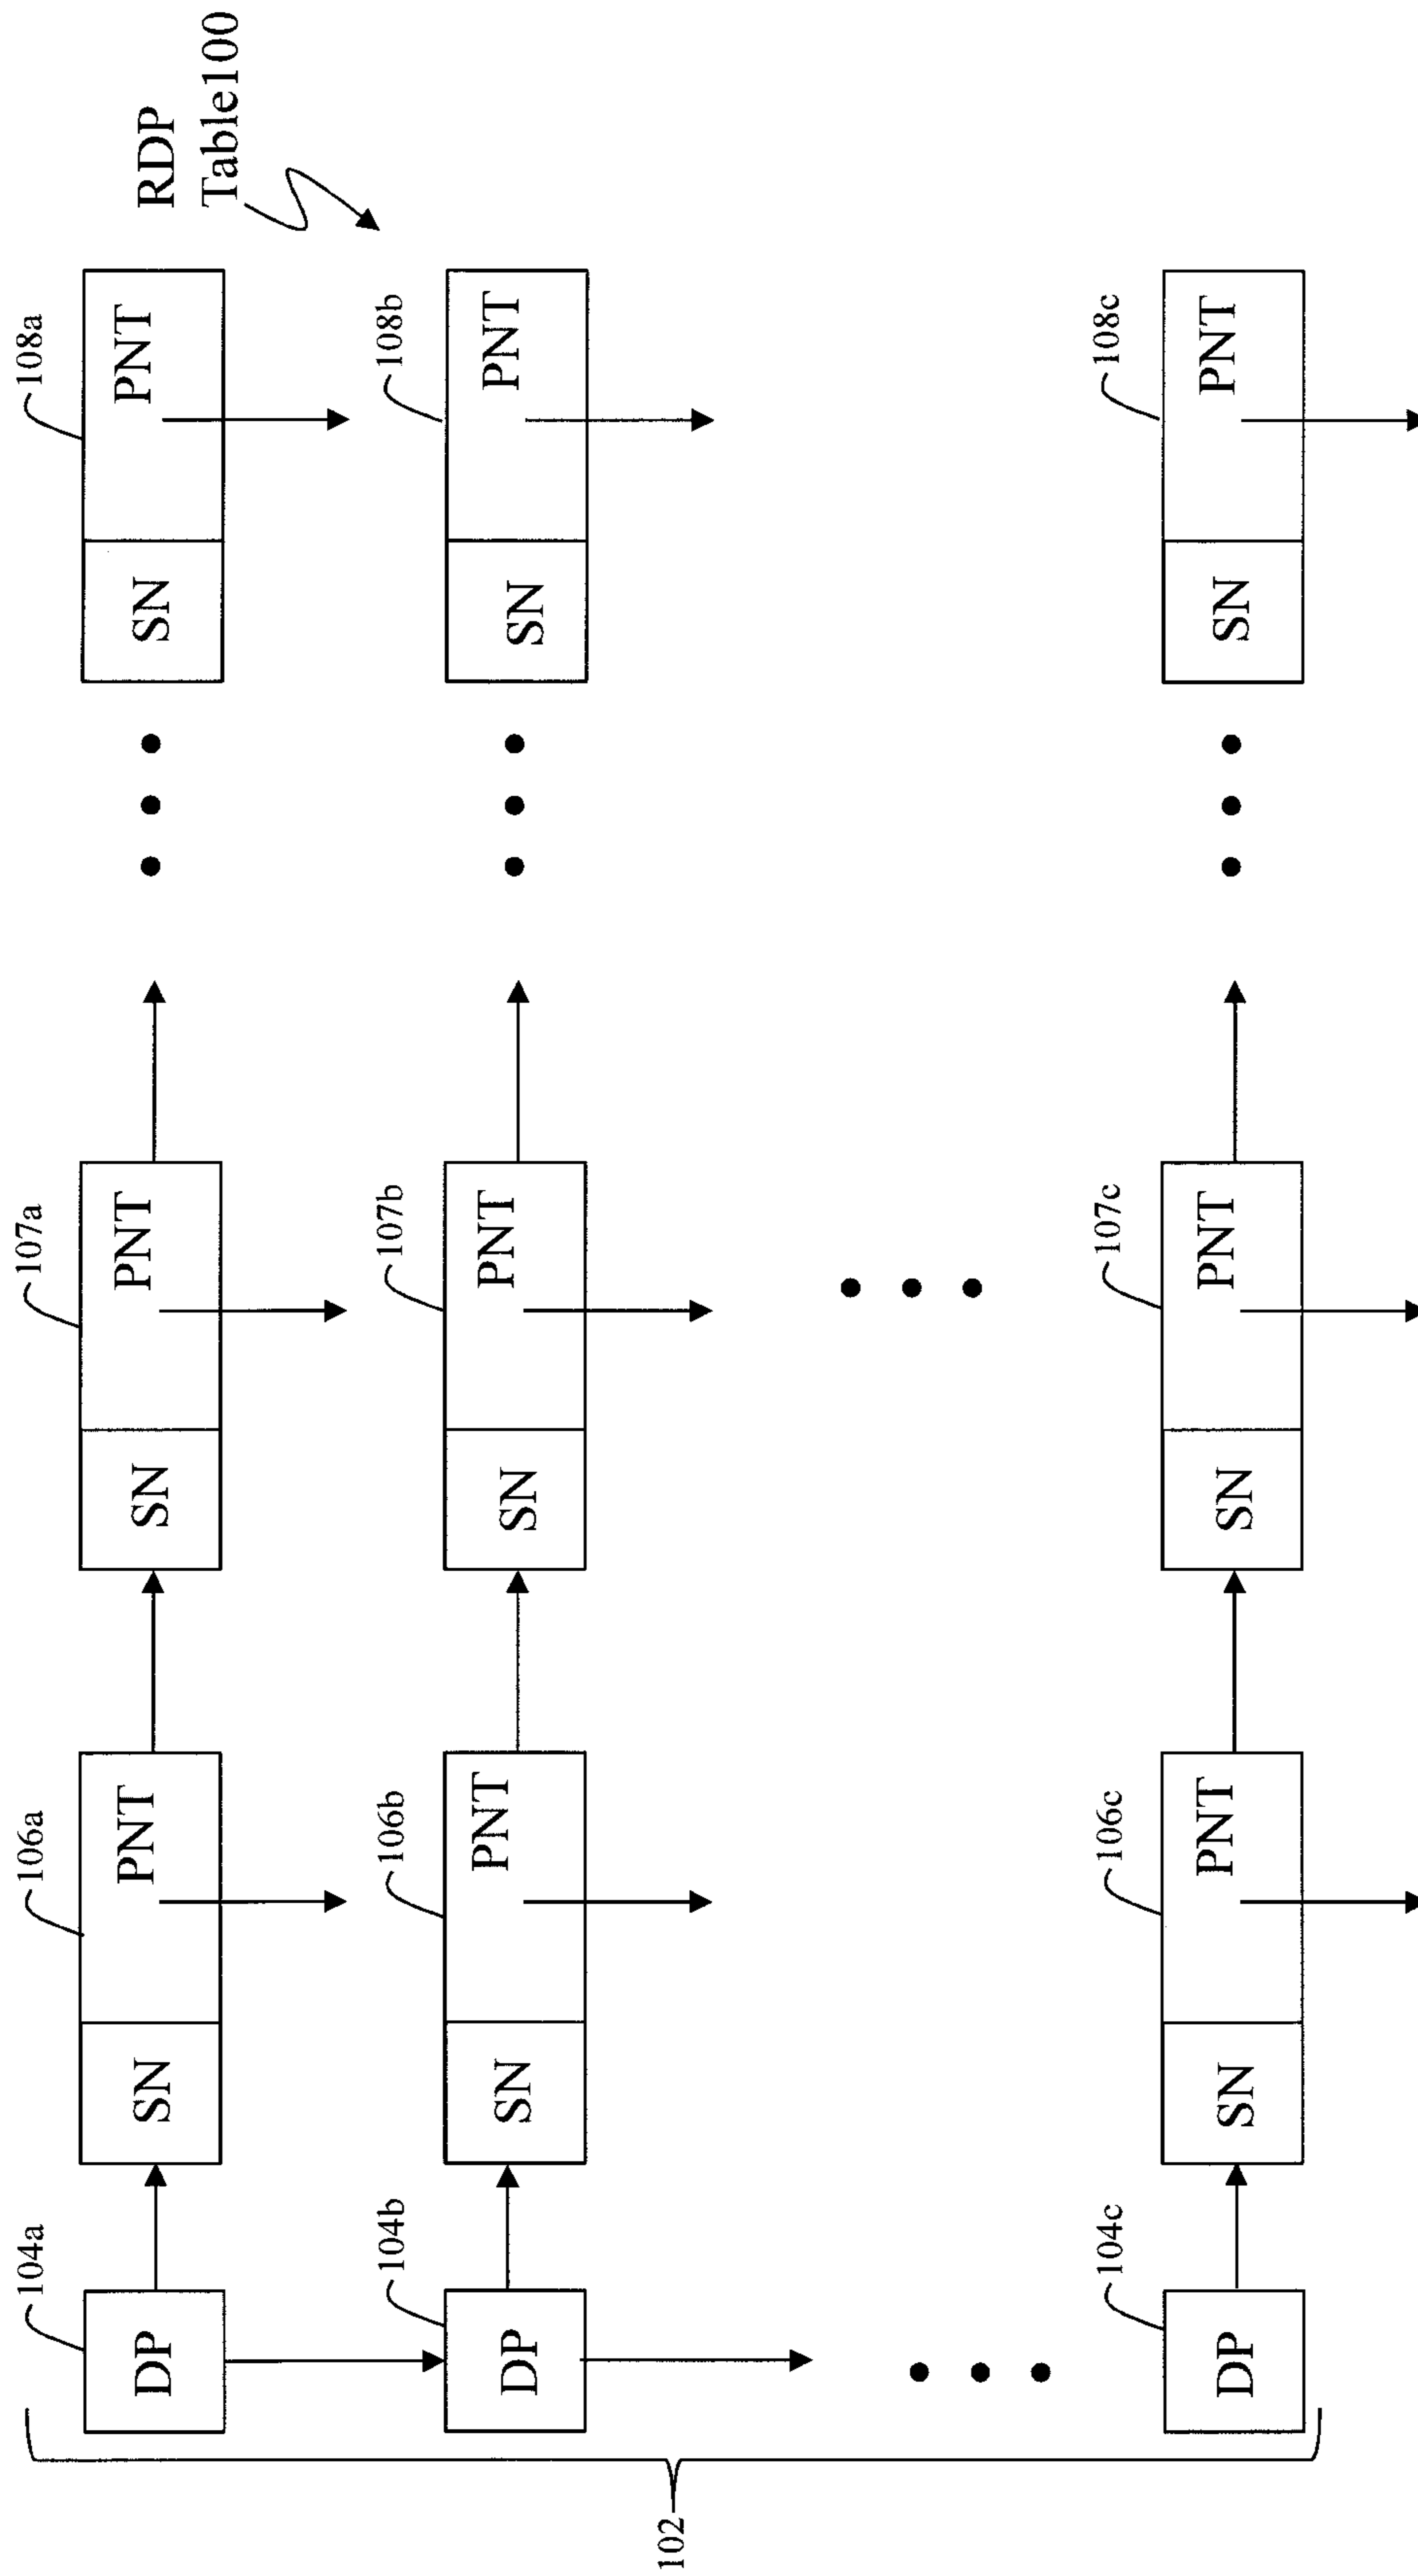 RDP
Table100
104a
106a
107a
108a
DP
SN
PNT
SN
PNT
SN
PNT
104b
106b
107b
108b
DP
SN
PNT
SN
PNT
SN
PNT
104c
106c
107c
108c
DP
SN
PNT
SN
PNT
SN
PNT
102